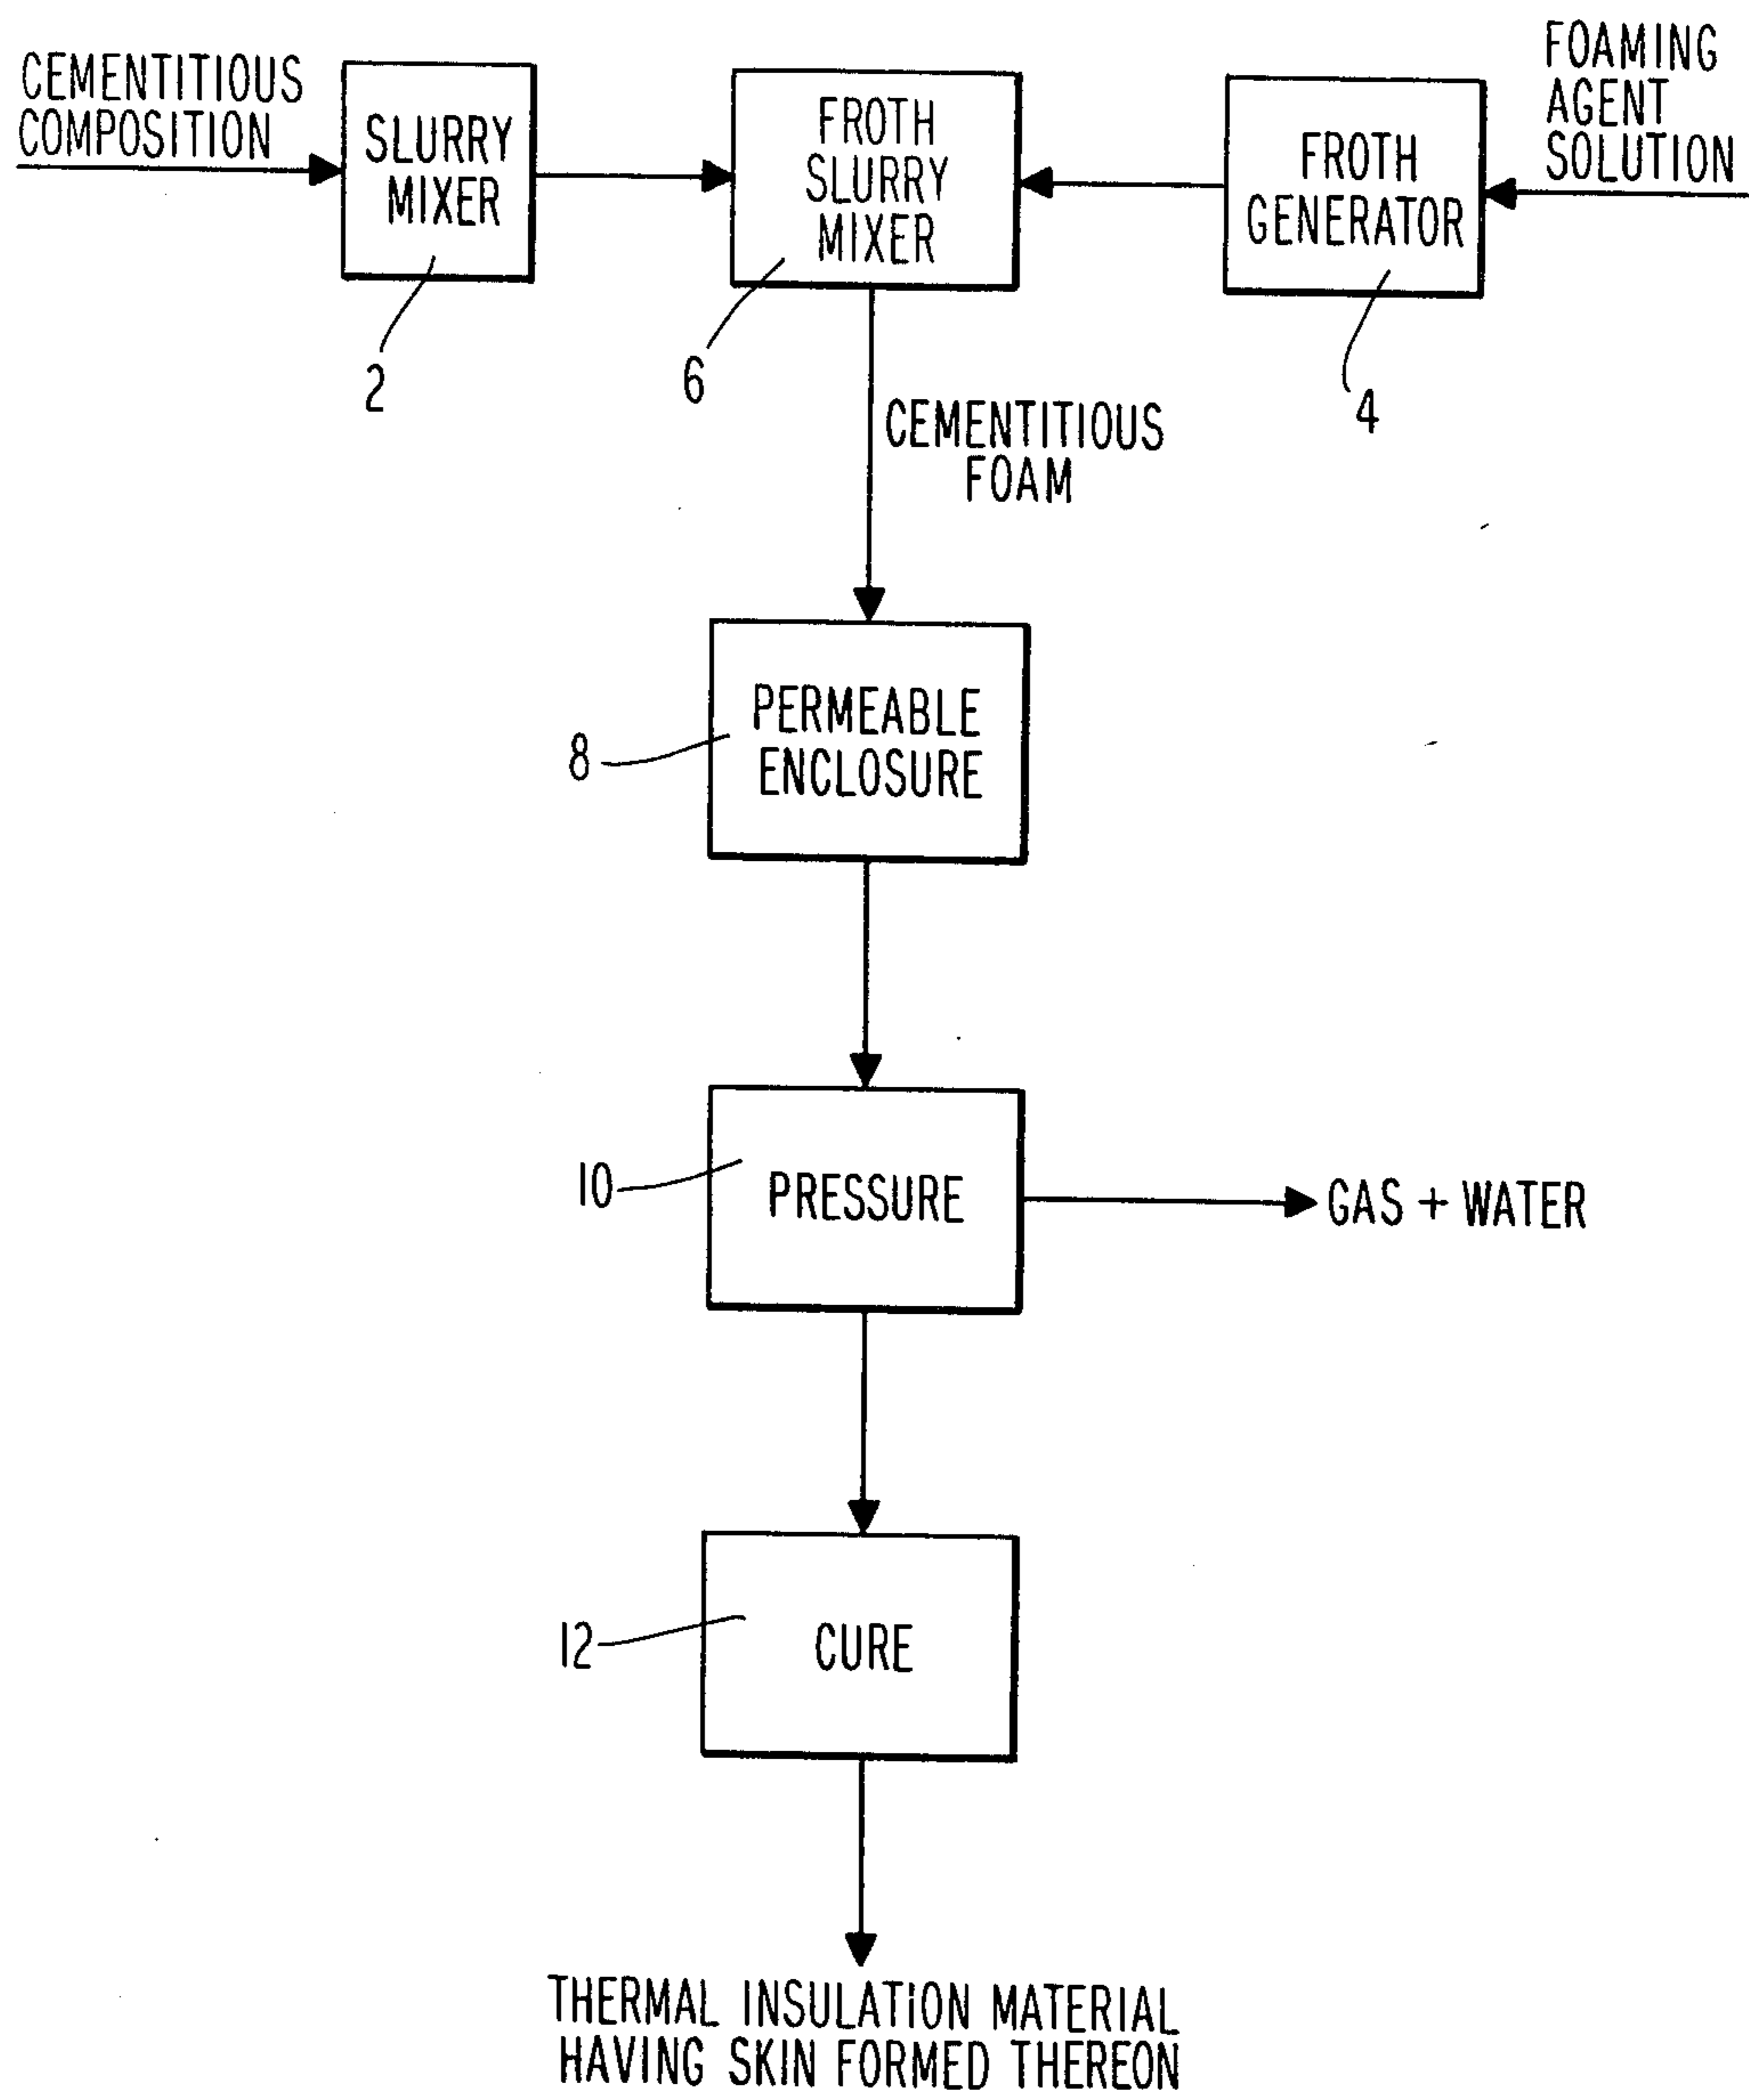 CEMENTITIOUS
COMPOSITION
SLURRY
MIXER
2
FROTH
SLURRY
MIXER
6
FROTH
GENERATOR
4
FOAMING
AGENT
SOLUTION
CEMENTITIOUS
FOAM
PERMEABLE
ENCLOSURE
8
PRESSURE
10
GAS + WATER
CURE
12
THERMAL INSULATION MATERIAL
HAVING SKIN FORMED THEREON